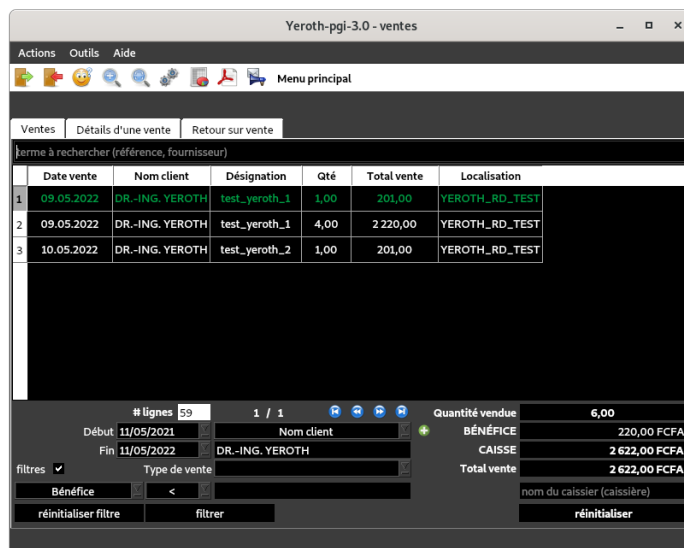 Yeroth-pgi-3.0 - ventes
Actions Outils Aide
Menu principal
Ventes Détails d'une vente Retour sur vente
terme à rechercher (référence, fournisseur)
Date vente Nom client Désignation Qté Total vente Localisation
1 09.05.2022 DR.-ING. YEROTH test_yeroth_1 1,00 201,00 YEROTH_RD_TEST
2 09.05.2022 DR.-ING. YEROTH test_yeroth_1 4,00 2 220,00 YEROTH_RD_TEST
3 10.05.2022 DR.-ING. YEROTH test_yeroth_2 1,00 201,00 YEROTH_RD_TEST
# lignes 59 1 / 1 Quantité vendue 6,00
Début 11/05/2021 Nom client BÉNÉFICE 220,00 FCFA
Fin 11/05/2022 DR.-ING. YEROTH CAISSE 2 622,00 FCFA
filtres Type de vente Total vente 2 622,00 FCFA
Bénéfice < nom du caissier (caissière)
réinitialiser filtre filtrer réinitialiser